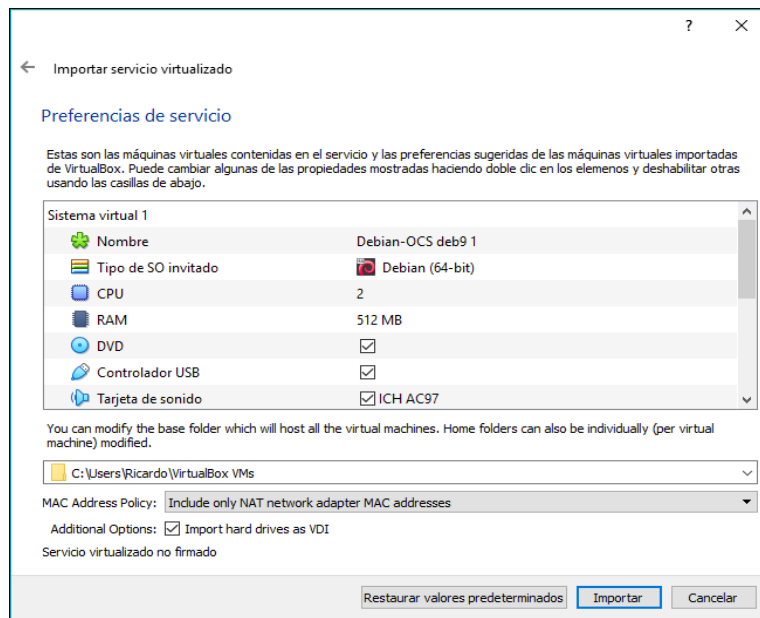 ?
Importar servicio virtualizado
Preferencias de servicio
Estas son las máquinas virtuales contenidas en el servicio y las preferencias sugeridas de las máquinas virtuales importadas
de VirtualBox. Puede cambiar algunas de las propiedades mostradas haciendo doble clic en los elemenos y deshabilitar otras
usando las casillas de abajo.
Sistema virtual 1
Nombre Debian-OCS deb9 1
Tipo de SO invitado Debian (64-bit)
CPU 2
RAM 512 MB
DVD
Controlador USB
Tarjeta de sonido ICH AC97
You can modify the base folder which will host all the virtual machines. Home folders can also be individually (per virtual
machine) modified.
C:\Users\Ricardo\VirtualBox VMs
MAC Address Policy: Include only NAT network adapter MAC addresses
Additional Options: Import hard drives as VDI
Servicio virtualizado no firmado
Restaurar valores predeterminados Importar Cancelar